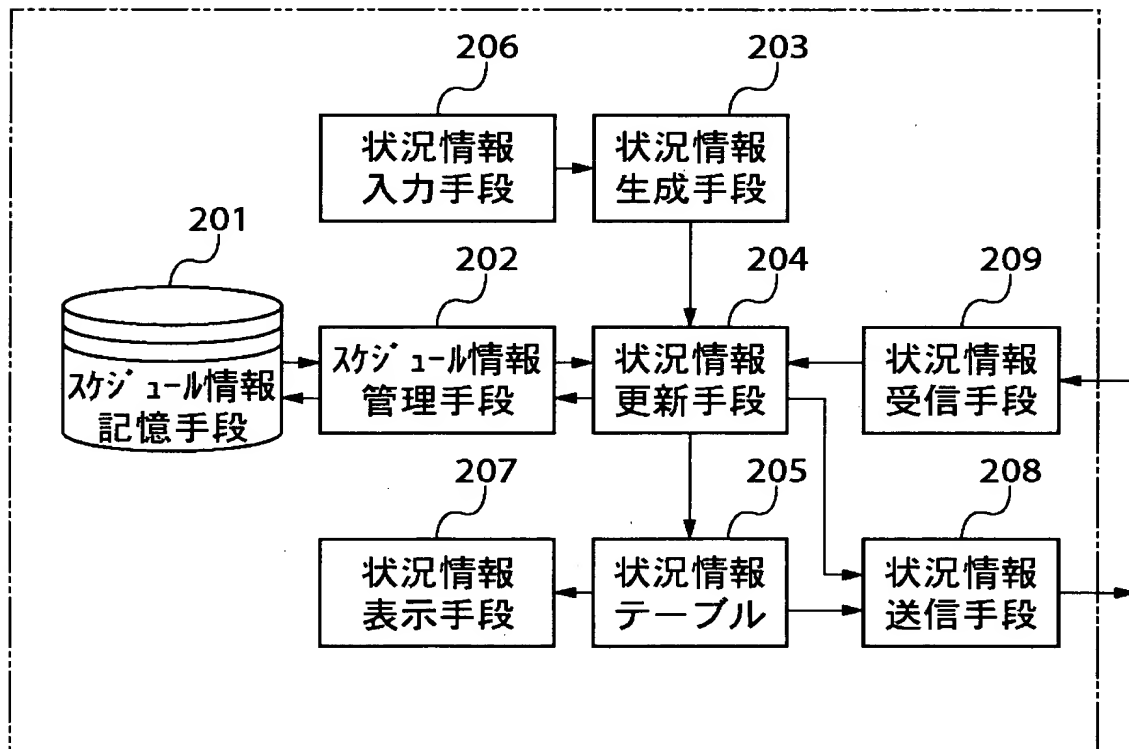 206
203
状況情報
入力手段
状況情報
生成手段
201
202
204
209
スケジュール情報
記憶手段
スケジュール情報
管理手段
状況情報
更新手段
状況情報
受信手段
207
205
208
状況情報
表示手段
状況情報
テーブル
状況情報
送信手段